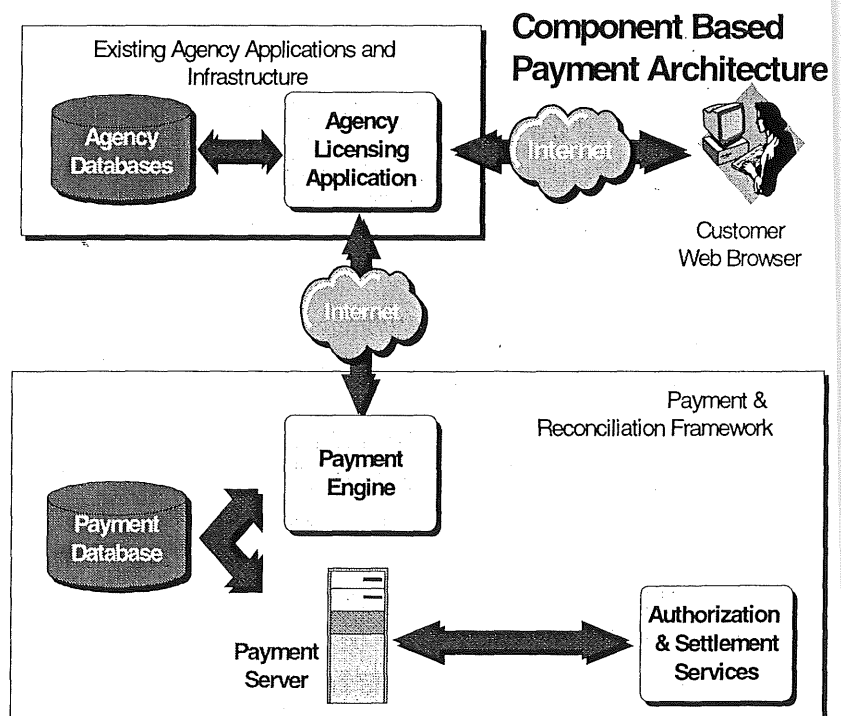 Component Based
Payment Architecture
Existing Agency Applications and
Infrastructure
Agency
Databases
Agency
Licensing
Application
Internet
Customer
Web Browser
Internet
Payment &
Reconciliation Framework
Payment
Engine
Payment
Database
Payment
Server
Authorization
& Settlement
Services